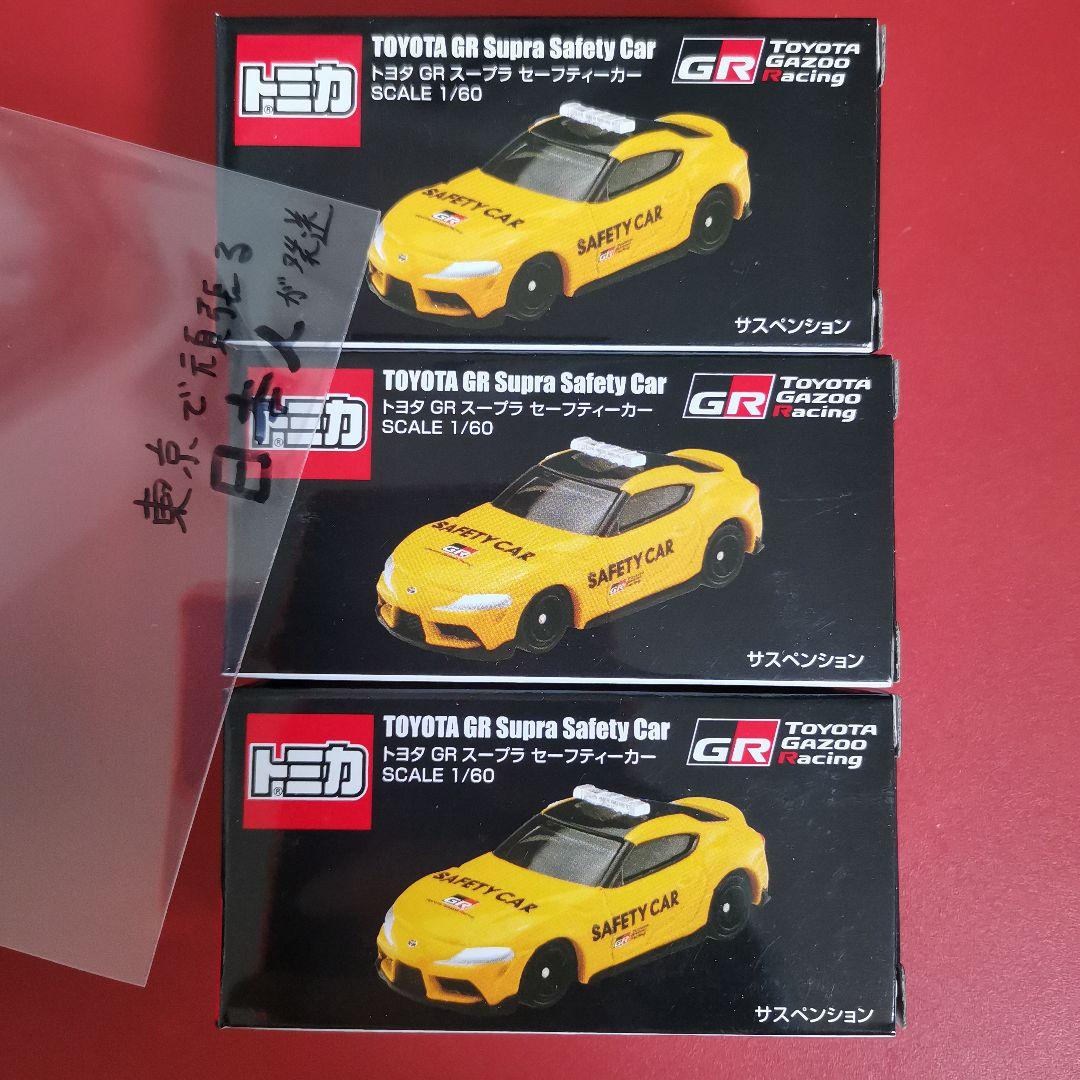 トミカ
TOYOTA GR Supra Safety Car
トヨタ GR スープラ セーフティーカー
SCALE 1/60
GR TOYOTA
GAZOO
Racing
SAFETY CAR
GR
SAFETY CAR
GR
サスペンション
東京で頑張る
日本人が発送
トミカ
TOYOTA GR Supra Safety Car
トヨタ GR スープラ セーフティーカー
SCALE 1/60
GR TOYOTA
GAZOO
Racing
SAFETY CAR
GR
SAFETY CAR
GR
サスペンション
トミカ
TOYOTA GR Supra Safety Car
トヨタ GR スープラ セーフティーカー
SCALE 1/60
GR TOYOTA
GAZOO
Racing
SAFETY CAR
GR
SAFETY CAR
GR
サスペンション